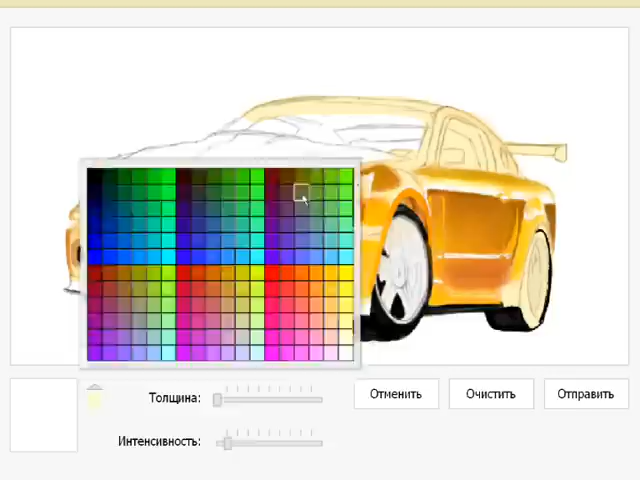 Толщина:
Отменить
Очистить
Отправить
Интенсивность: